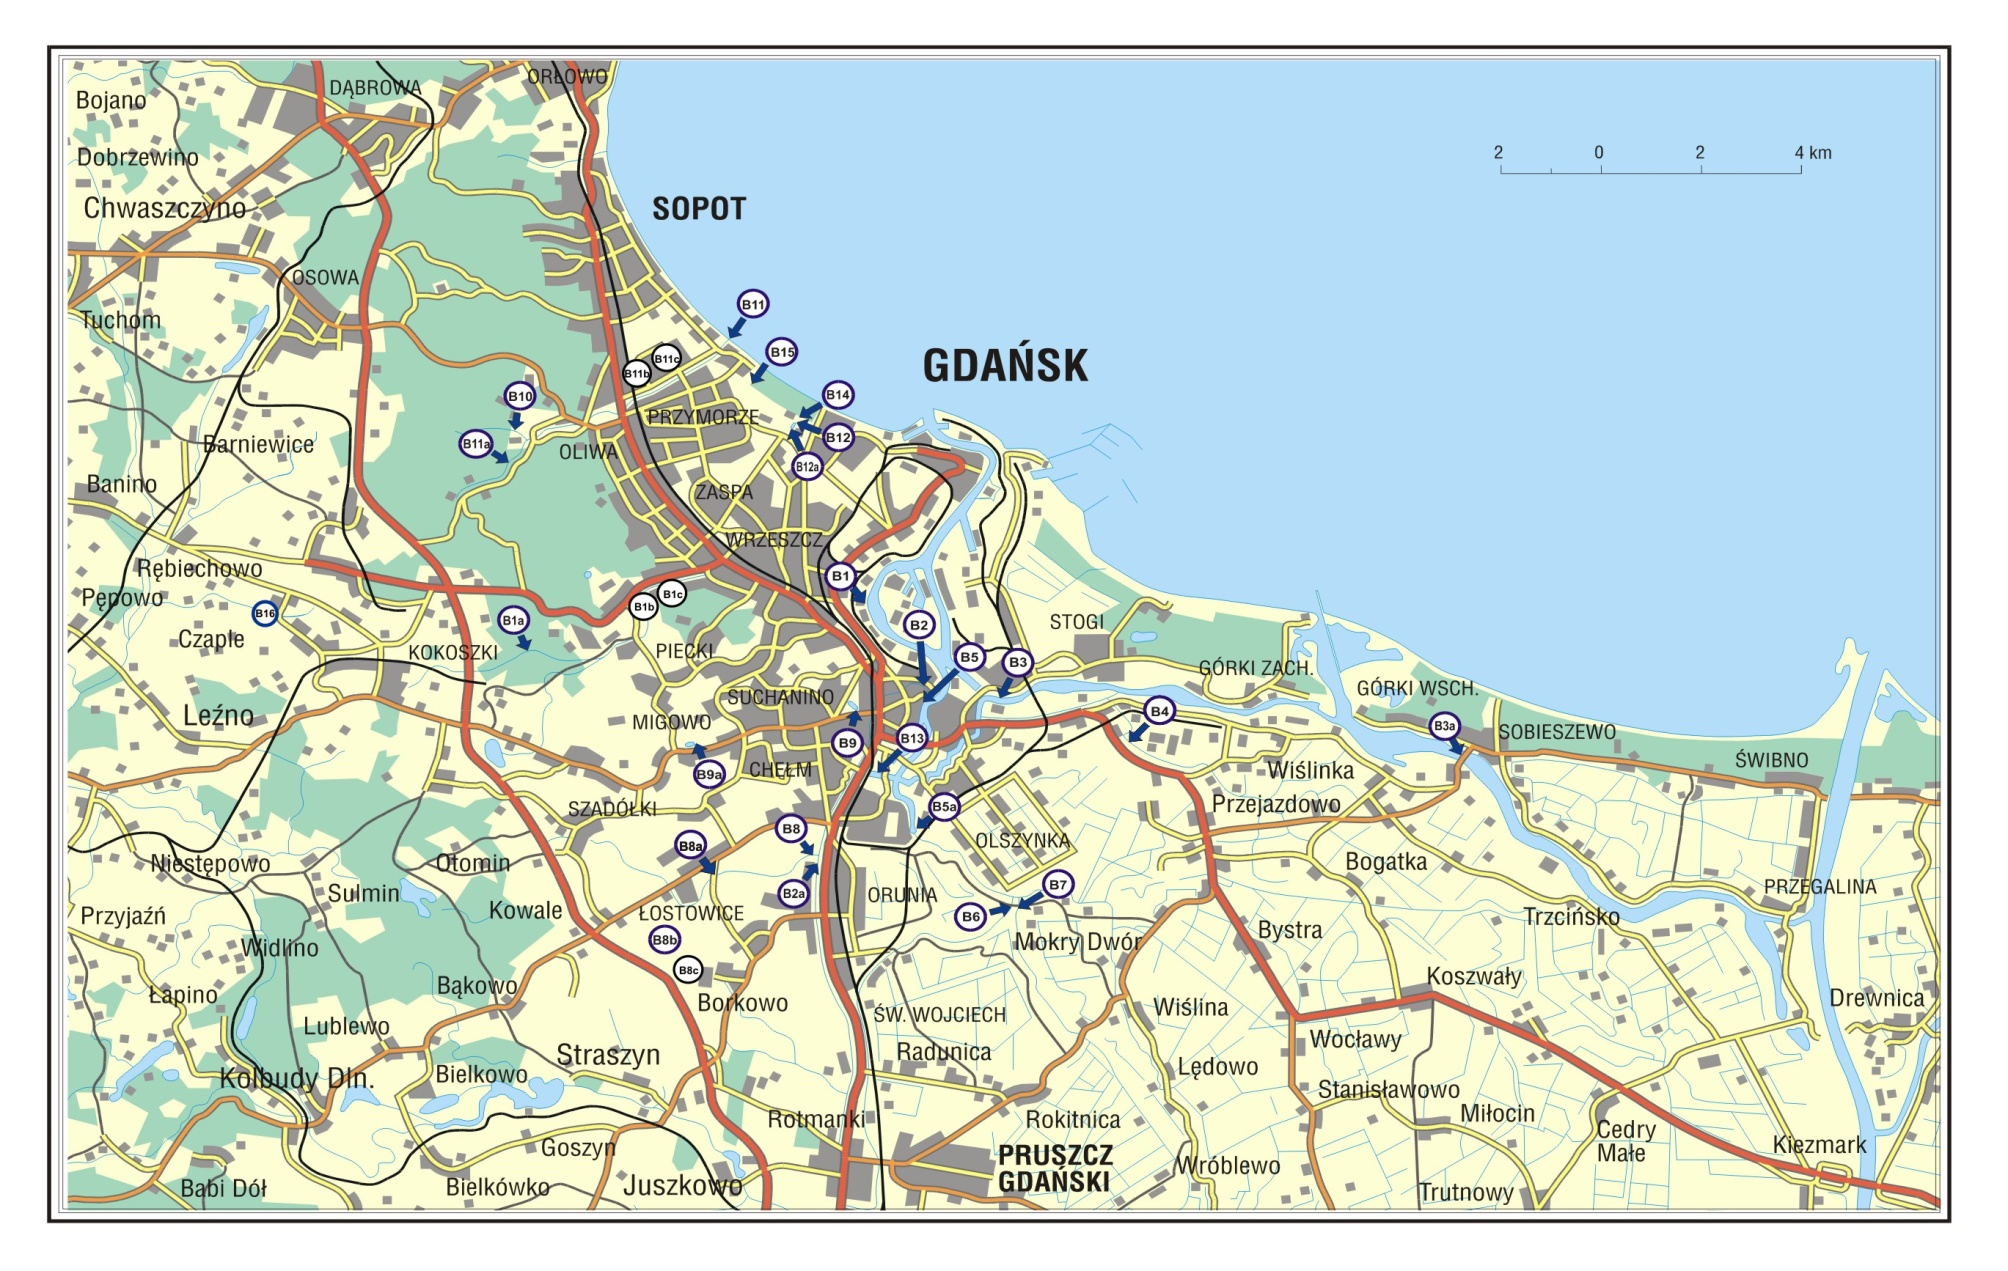 ORŁOWO
DĄBROWA
Bojano
2 0 2 4 km
Dobrzewino
Chwaszczyno
SOPOT
OSOWA
B11
Tuchom
B15
B11c
B11b
GDAŃSK
B10
B14
PRZYMORZE
B12
B11a
Barniewice
OLIWA
B12a
Banino
ZASPA
WRZESZCZ
Rębiechowo
B1
Pępowo
B1c
B1b
B16
B1a
B2
STOGI
Czaple
KOKOSZKI
PIECKI
B5
B3
GÓRKI ZACH.
GÓRKI WSCH.
SUCHANINO
Leźno
MIGOWO
B4
B3a
SOBIESZEWO
B9
B13
ŚWIBNO
B9a
CHEŁM
Wiślinka
SZADÓŁKI
B5a
Przejazdowo
B8
B8a
OLSZYNKA
Niestępowo
Otomin
Bogatka
Sulmin
B2a
ORUNIA
B7
PRZEGALINA
Przyjaźń
Kowale
ŁOSTOWICE
B6
Trzcińsko
Widlino
B8b
Mokry Dwór
Bystra
B8c
Koszwały
Bąkowo
Łapino
Borkowo
Wiślina
Drewnica
Lublewo
ŚW. WOJCIECH
Wocławy
Straszyn
Radunica
Lędowo
Kolbudy Dln.
Bielkowo
Stanisławowo
Rotmanki
Rokitnica
Miłocin
Cedry
Małe
Kiezmark
Goszyn
PRUSZCZ
GDAŃSKI
Wróblewo
Babi Dół
Bielkówko
Juszkowo
Trutnowy